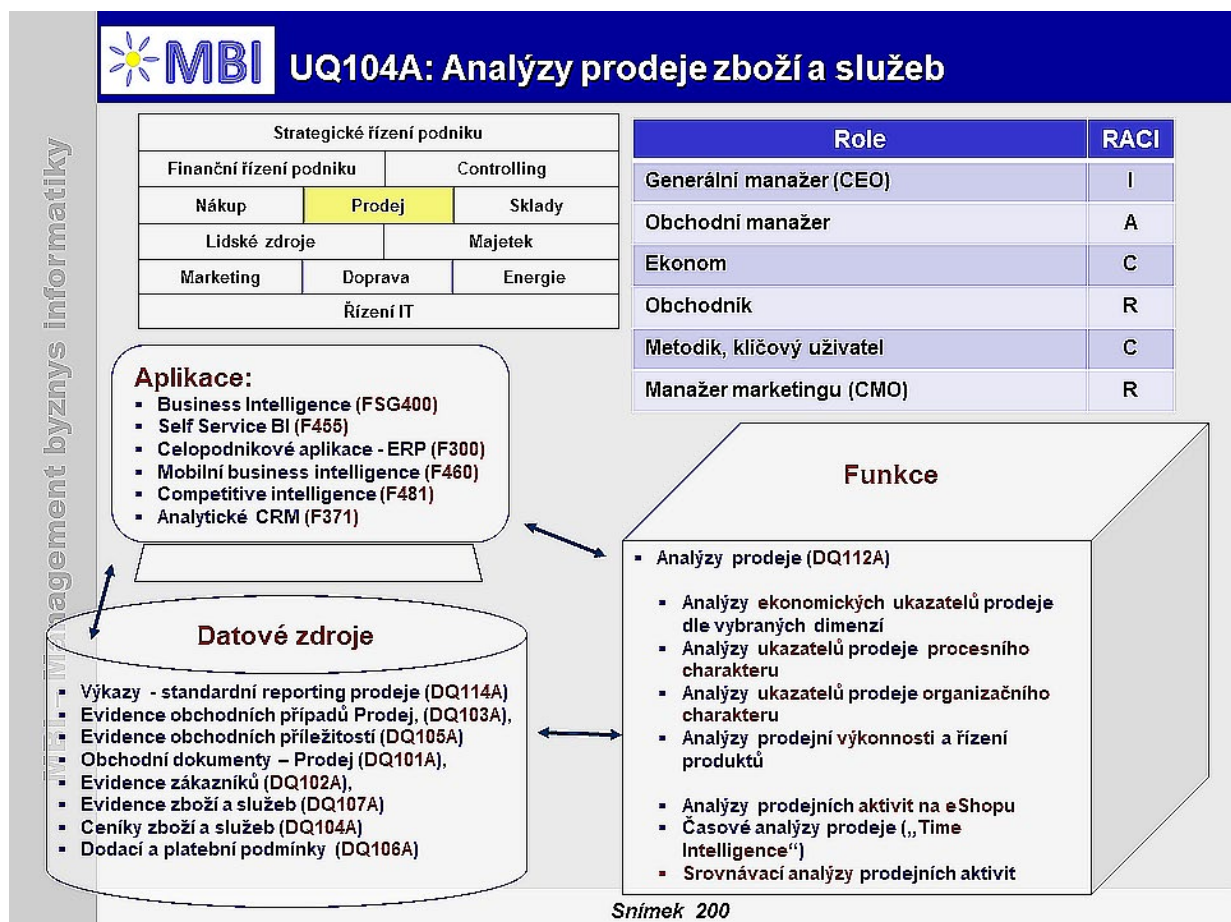 MBI
UQ104A: Analýzy prodeje zboží a služeb
MBI – Management byznys informatiky
Strategické řízení podniku
Finanční řízení podniku Controlling
Nákup Prodej Sklady
Lidské zdroje Majetek
Marketing Doprava Energie
Řízení IT
Role RACI
Generální manažer (CEO) I
Obchodní manažer A
Ekonom C
Obchodník R
Metodik, klíčový uživatel C
Manažer marketingu (CMO) R
Aplikace:
▪ Business Intelligence (FSG400)
▪ Self Service BI (F455)
▪ Celopodnikové aplikace - ERP (F300)
▪ Mobilní business intelligence (F460)
▪ Competitive intelligence (F481)
▪ Analytické CRM (F371)
Datové zdroje
▪ Výkazy - standardní reporting prodeje (DQ114A)
▪ Evidence obchodních případů Prodej, (DQ103A),
▪ Evidence obchodních příležitostí (DQ105A)
▪ Obchodní dokumenty – Prodej (DQ101A),
▪ Evidence zákazníků (DQ102A),
▪ Evidence zboží a služeb (DQ107A)
▪ Ceníky zboží a služeb (DQ104A)
▪ Dodací a platební podmínky (DQ106A)
Funkce
▪ Analýzy prodeje (DQ112A)
▪ Analýzy ekonomických ukazatelů prodeje
dle vybraných dimenzí
▪ Analýzy ukazatelů prodeje procesního
charakteru
▪ Analýzy ukazatelů prodeje organizačního
charakteru
▪ Analýzy prodejní výkonnosti a řízení
produktů
▪ Analýzy prodejních aktivit na eShopu
▪ Časové analýzy prodeje („Time
Intelligence“)
▪ Srovnávací analýzy prodejních aktivit
Snímek 200